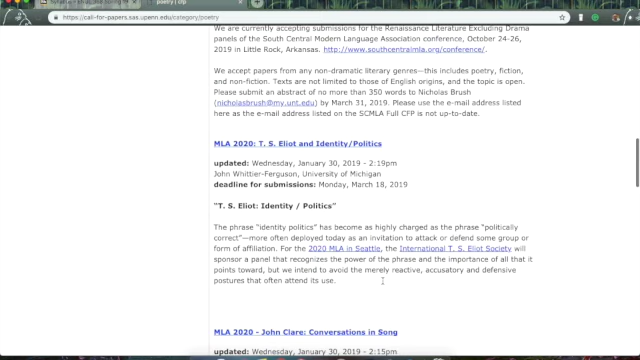 poetry | cfp
https://call-for-papers.sas.upenn.edu/category/poetry
We are currently accepting submissions for the Renaissance Literature Excluding Drama
panels of the South Central Modern Language Association conference, October 24-26,
2019 in Little Rock, Arkansas. http://www.southcentralmla.org/conference/.
We accept papers from any non-dramatic literary genres—this includes poetry, fiction,
and non-fiction. Texts are not limited to those of English origins, and the topic is open.
Please submit an abstract of no more than 350 words to Nicholas Brush
(nicholasbrush@my.unt.edu) by March 31, 2019. Please use the e-mail address listed
here as the e-mail address listed on the SCMLA Full CFP is not up-to-date.
MLA 2020: T. S. Eliot and Identity/Politics
updated: Wednesday, January 30, 2019 - 2:19pm
John Whittier-Ferguson, University of Michigan
deadline for submissions: Monday, March 18, 2019
"T. S. Eliot: Identity / Politics"
The phrase "identity politics" has become as highly charged as the phrase "politically
correct"—more often deployed today as an invitation to attack or defend some group or
form of affiliation. For the 2020 MLA in Seattle, the International T. S. Eliot Society will
sponsor a panel that recognizes the power of the phrase and the importance of all that it
points toward, but we intend to avoid the merely reactive, accusatory and defensive
postures that often attend its use.
MLA 2020 - John Clare: Conversations in Song
updated: Wednesday, January 30, 2019 - 2:15pm